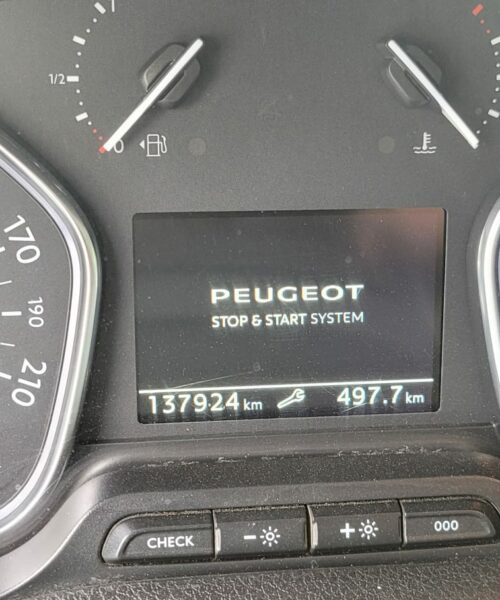 1
1/2
0
170
190
210
PEUGEOT
STOP & START SYSTEM
137924 km 497.7 km
CHECK - + 000